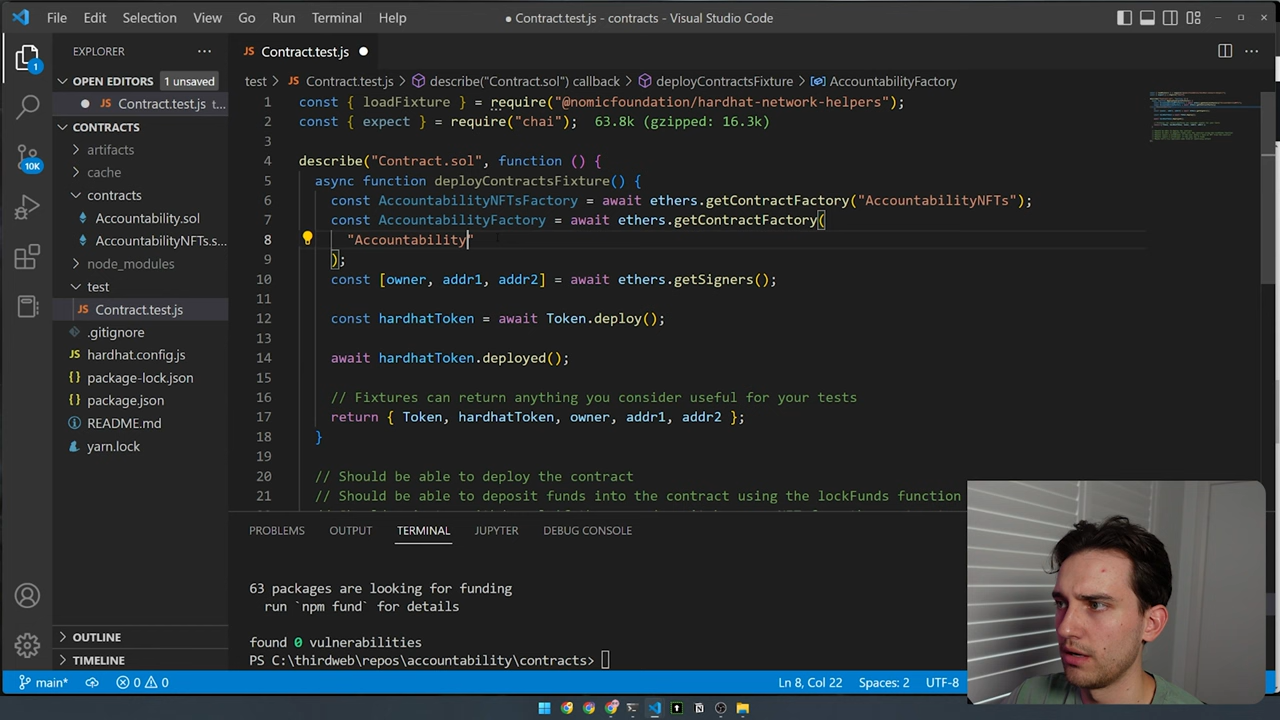 File Edit Selection View Go Run Terminal Help
● Contract.test.js - contracts - Visual Studio Code
EXPLORER
OPEN EDITORS 1 unsaved
Contract.test.js t...
CONTRACTS
artifacts
cache
contracts
Accountability.sol
AccountabilityNFTs.s...
node_modules
test
JS Contract.test.js
.gitignore
JS hardhat.config.js
{} package-lock.json
{} package.json
README.md
yarn.lock
OUTLINE
TIMELINE
1
10K
JS Contract.test.js
test > JS Contract.test.js > describe("Contract.sol") callback > deployContractsFixture > AccountabilityFactory
1 const { loadFixture } = require("@nomicfoundation/hardhat-network-helpers");
2 const { expect } = require("chai"); 63.8k (gzipped: 16.3k)
3
4 describe("Contract.sol", function () {
5 async function deployContractsFixture() {
6 const AccountabilityNFTsFactory = await ethers.getContractFactory("AccountabilityNFTs");
7 const AccountabilityFactory = await ethers.getContractFactory(
8 "Accountability"
9 );
10 const [owner, addr1, addr2] = await ethers.getSigners();
11
12 const hardhatToken = await Token.deploy();
13
14 await hardhatToken.deployed();
15
16 // Fixtures can return anything you consider useful for your tests
17 return { Token, hardhatToken, owner, addr1, addr2 };
18 }
19
20 // Should be able to deploy the contract
21 // Should be able to deposit funds into the contract using the lockFunds function
PROBLEMS OUTPUT TERMINAL JUPYTER DEBUG CONSOLE
63 packages are looking for funding
run `npm fund` for details
found 0 vulnerabilities
PS C:\thirdweb\repos\accountability\contracts>
main* 0 0 Ln 8, Col 22 Spaces: 2 UTF-8